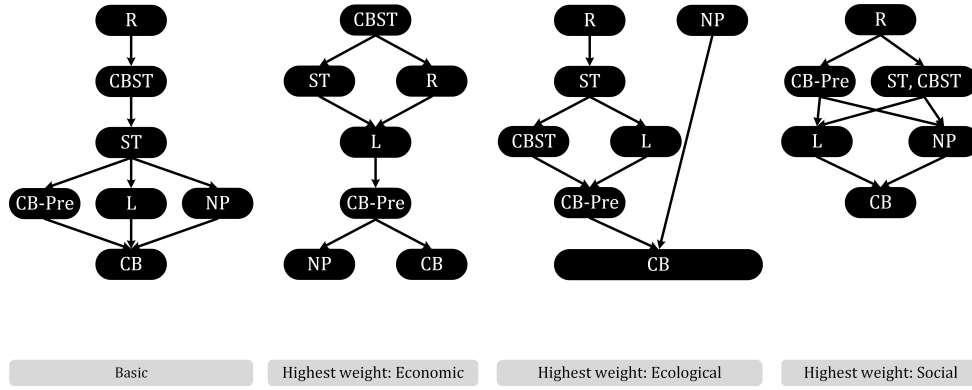 R
CBST
ST
CB-Pre
L
NP
CB
Basic
CBST
ST
R
L
CB-Pre
NP
CB
Highest weight: Economic
R
NP
ST
CBST
L
CB-Pre
CB
Highest weight: Ecological
R
CB-Pre
ST, CBST
L
NP
CB
Highest weight: Social